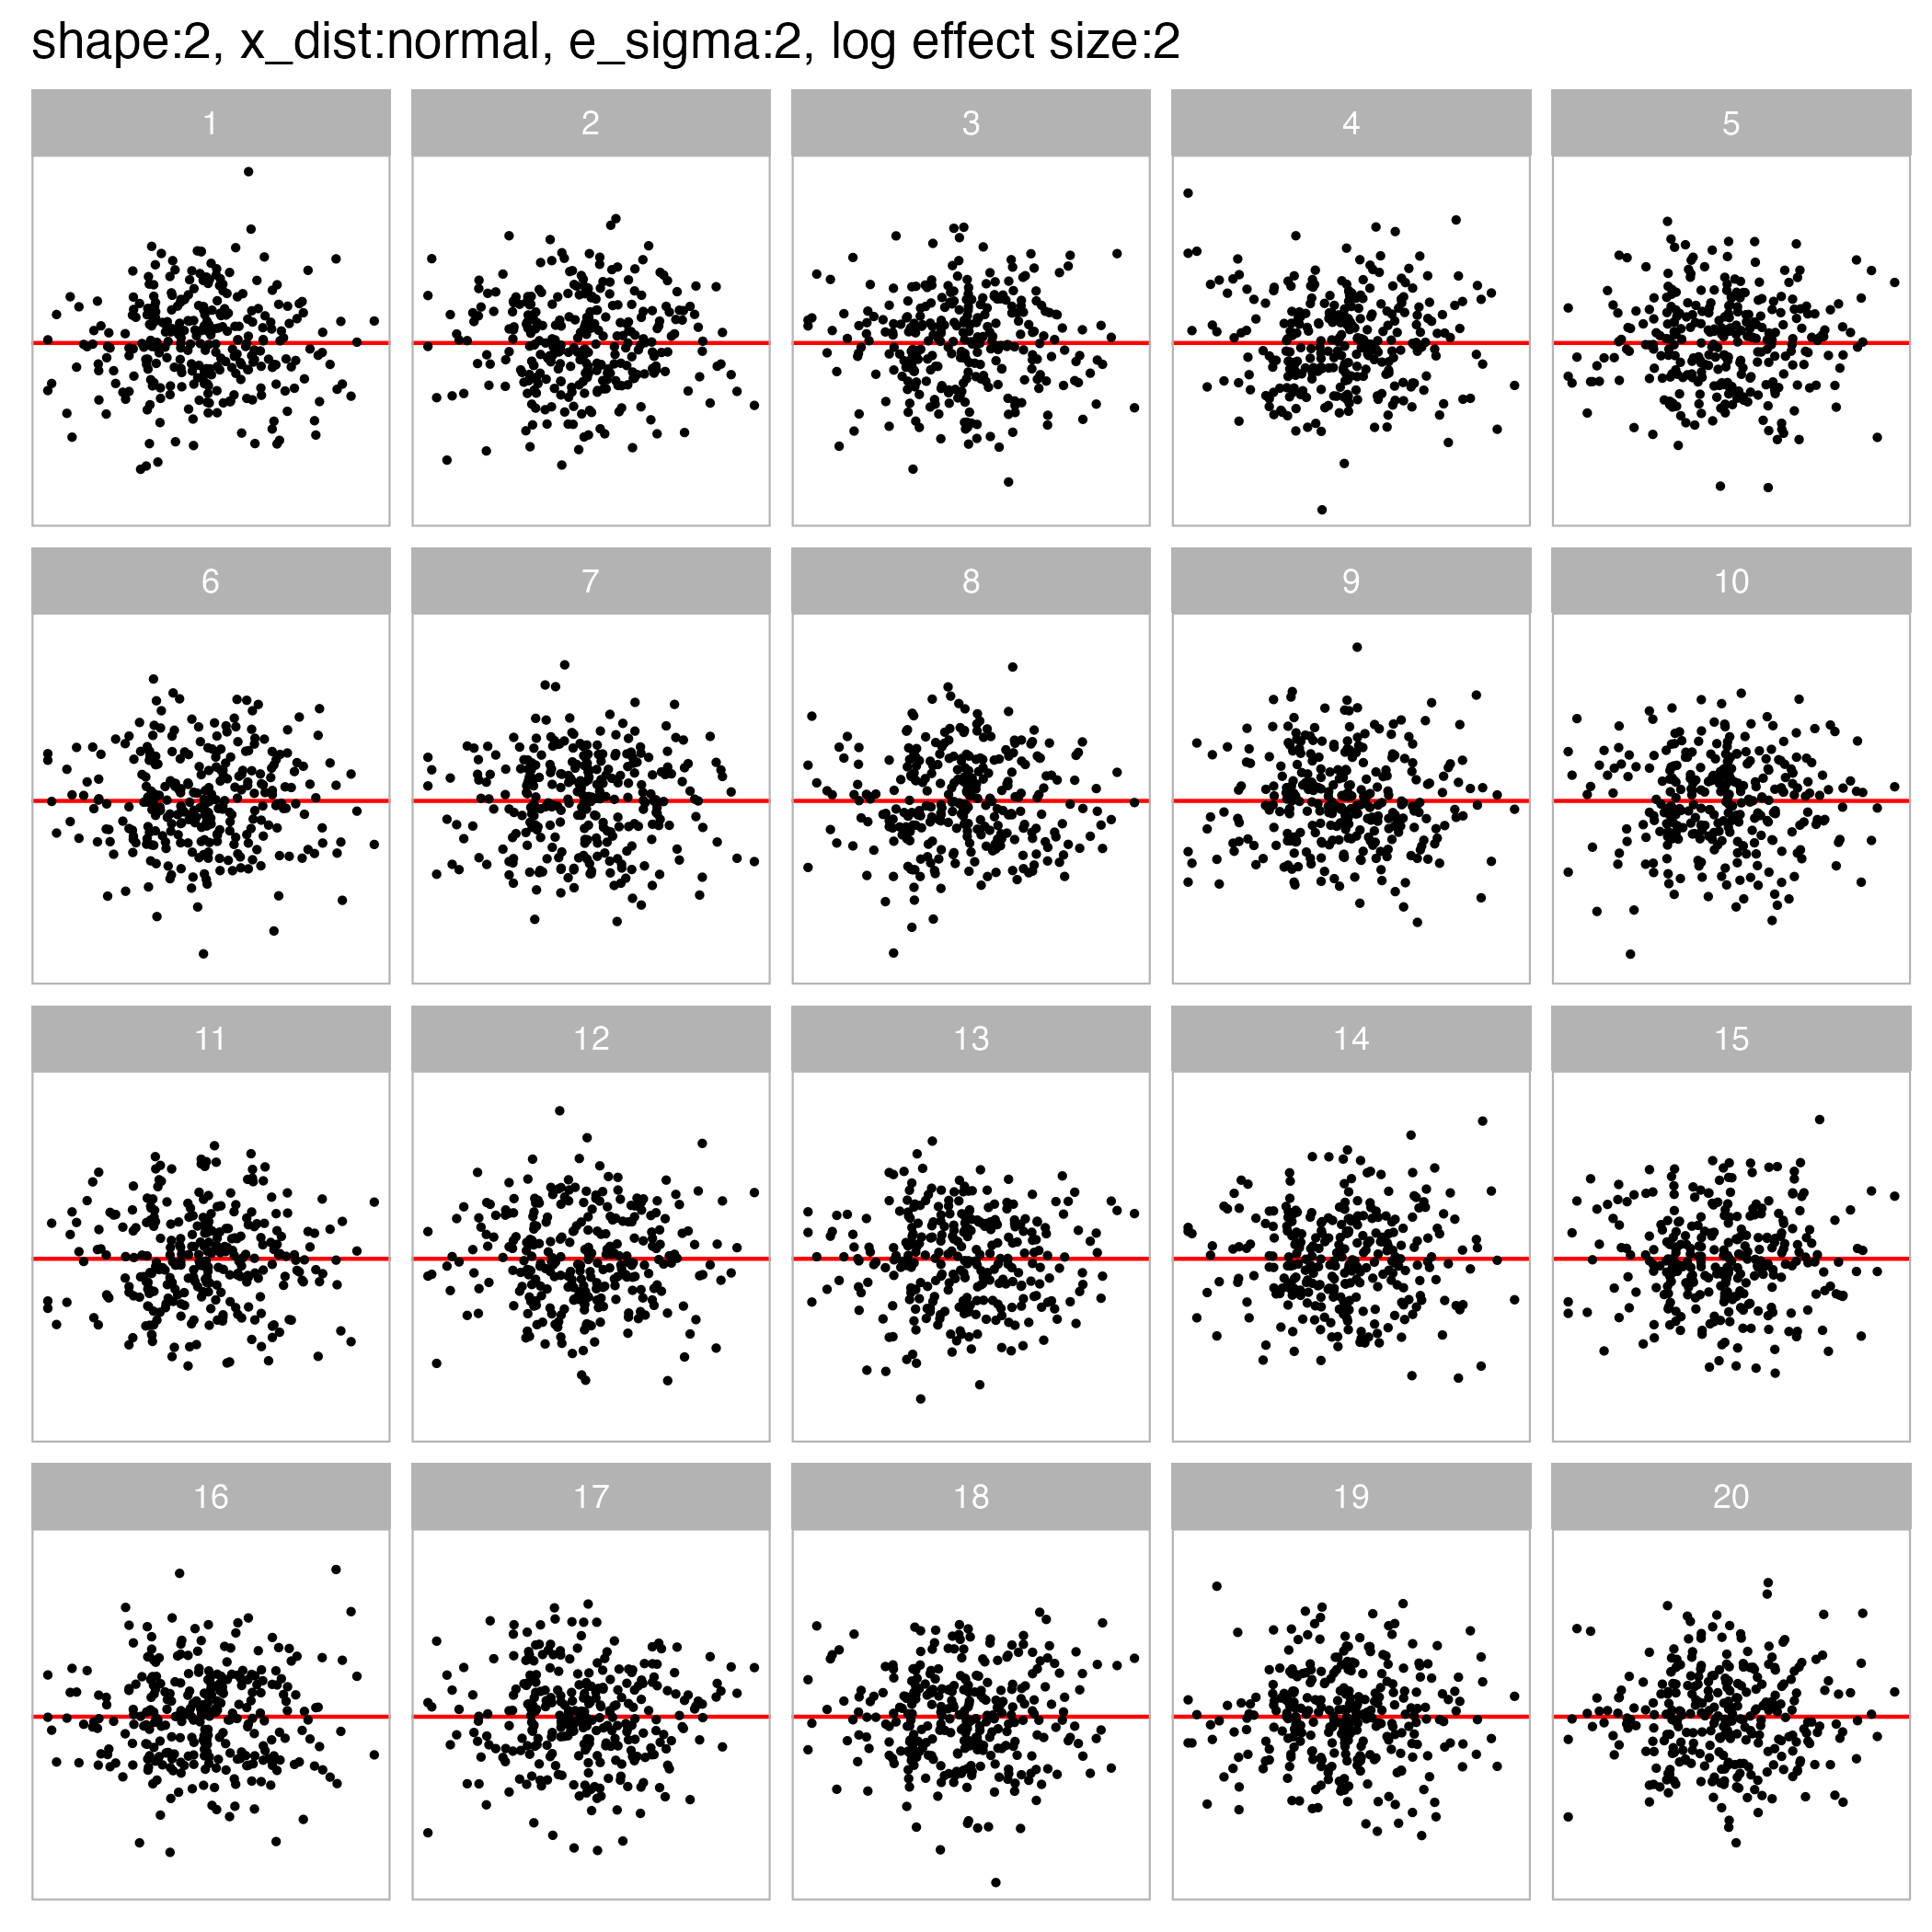 shape:2, x_dist:normal, e_sigma:2, log effect size:2
1 2 3 4 5
6 7 8 9 10
11 12 13 14 15
16 17 18 19 20